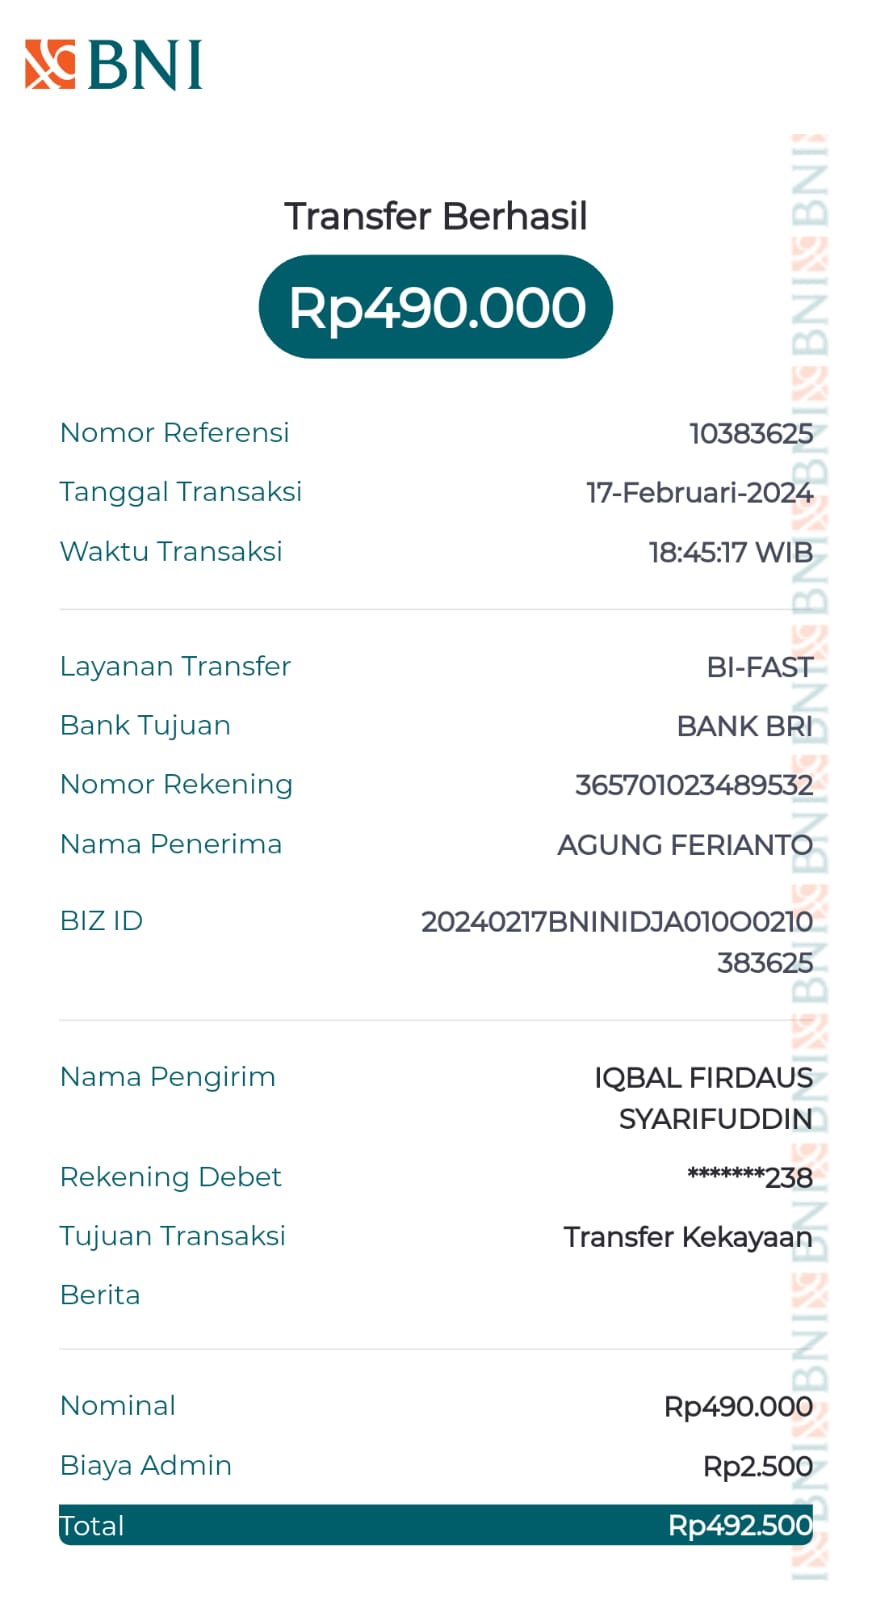 BNI
Transfer Berhasil
Rp490.000
Nomor Referensi 10383625
Tanggal Transaksi 17-Februari-2024
Waktu Transaksi 18:45:17 WIB
Layanan Transfer BI-FAST
Bank Tujuan BANK BRI
Nomor Rekening 365701023489532
Nama Penerima AGUNG FERIANTO
BIZ ID 20240217BNINIDJA010O0210
383625
Nama Pengirim IQBAL FIRDAUS
SYARIFUDDIN
Rekening Debet *******238
Tujuan Transaksi Transfer Kekayaan
Berita
Nominal Rp490.000
Biaya Admin Rp2.500
Total Rp492.500
BNI BNI BNI BNI BNI BNI BNI BNI BNI BNI BNI